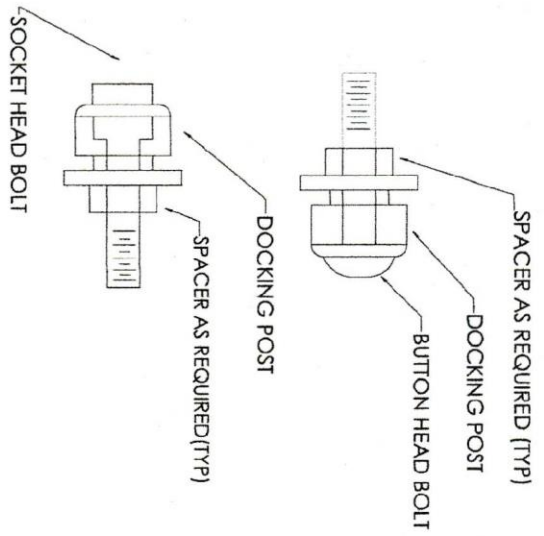 SPACER AS REQUIRED (TYP)
DOCKING POST
BUTTON HEAD BOLT
DOCKING POST
SPACER AS REQUIRED(TYP)
SOCKET HEAD BOLT